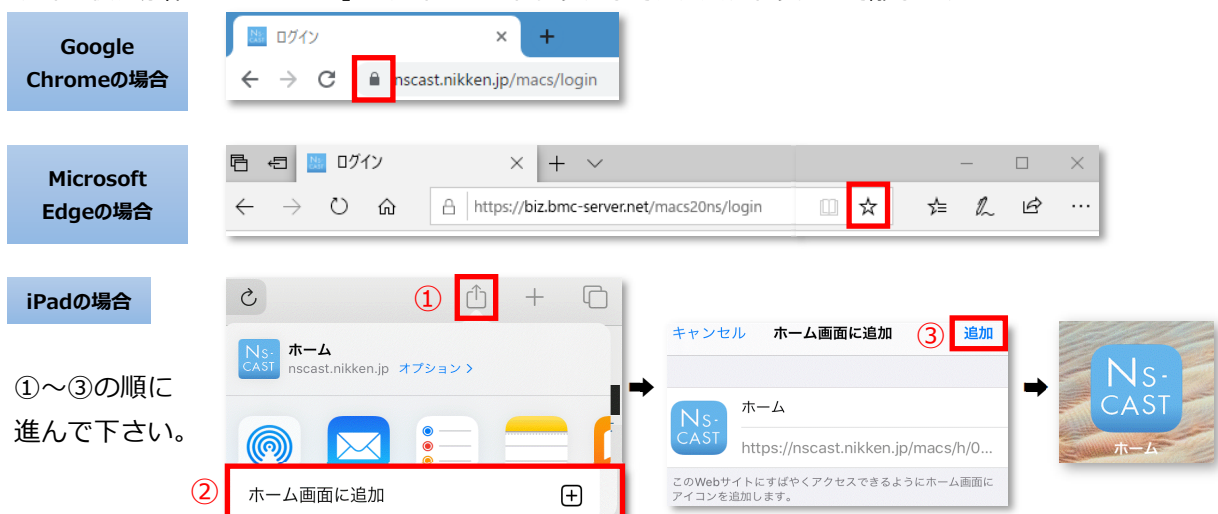 Google
Chromeの場合
ログイン
nscast.nikken.jp/macs/login
Microsoft
Edgeの場合
ログイン
https://biz.bmc-server.net/macs20ns/login
iPadの場合
①～③の順に
進んで下さい。
①
NS-
CAST
ホーム
nscast.nikken.jp オプション >
②
ホーム画面に追加
キャンセル ホーム画面に追加 ③ 追加
NS-
CAST
ホーム
https://nscast.nikken.jp/macs/h/0...
このWebサイトにすばやくアクセスできるようにホーム画面に
アイコンを追加します。
NS-
CAST
ホーム